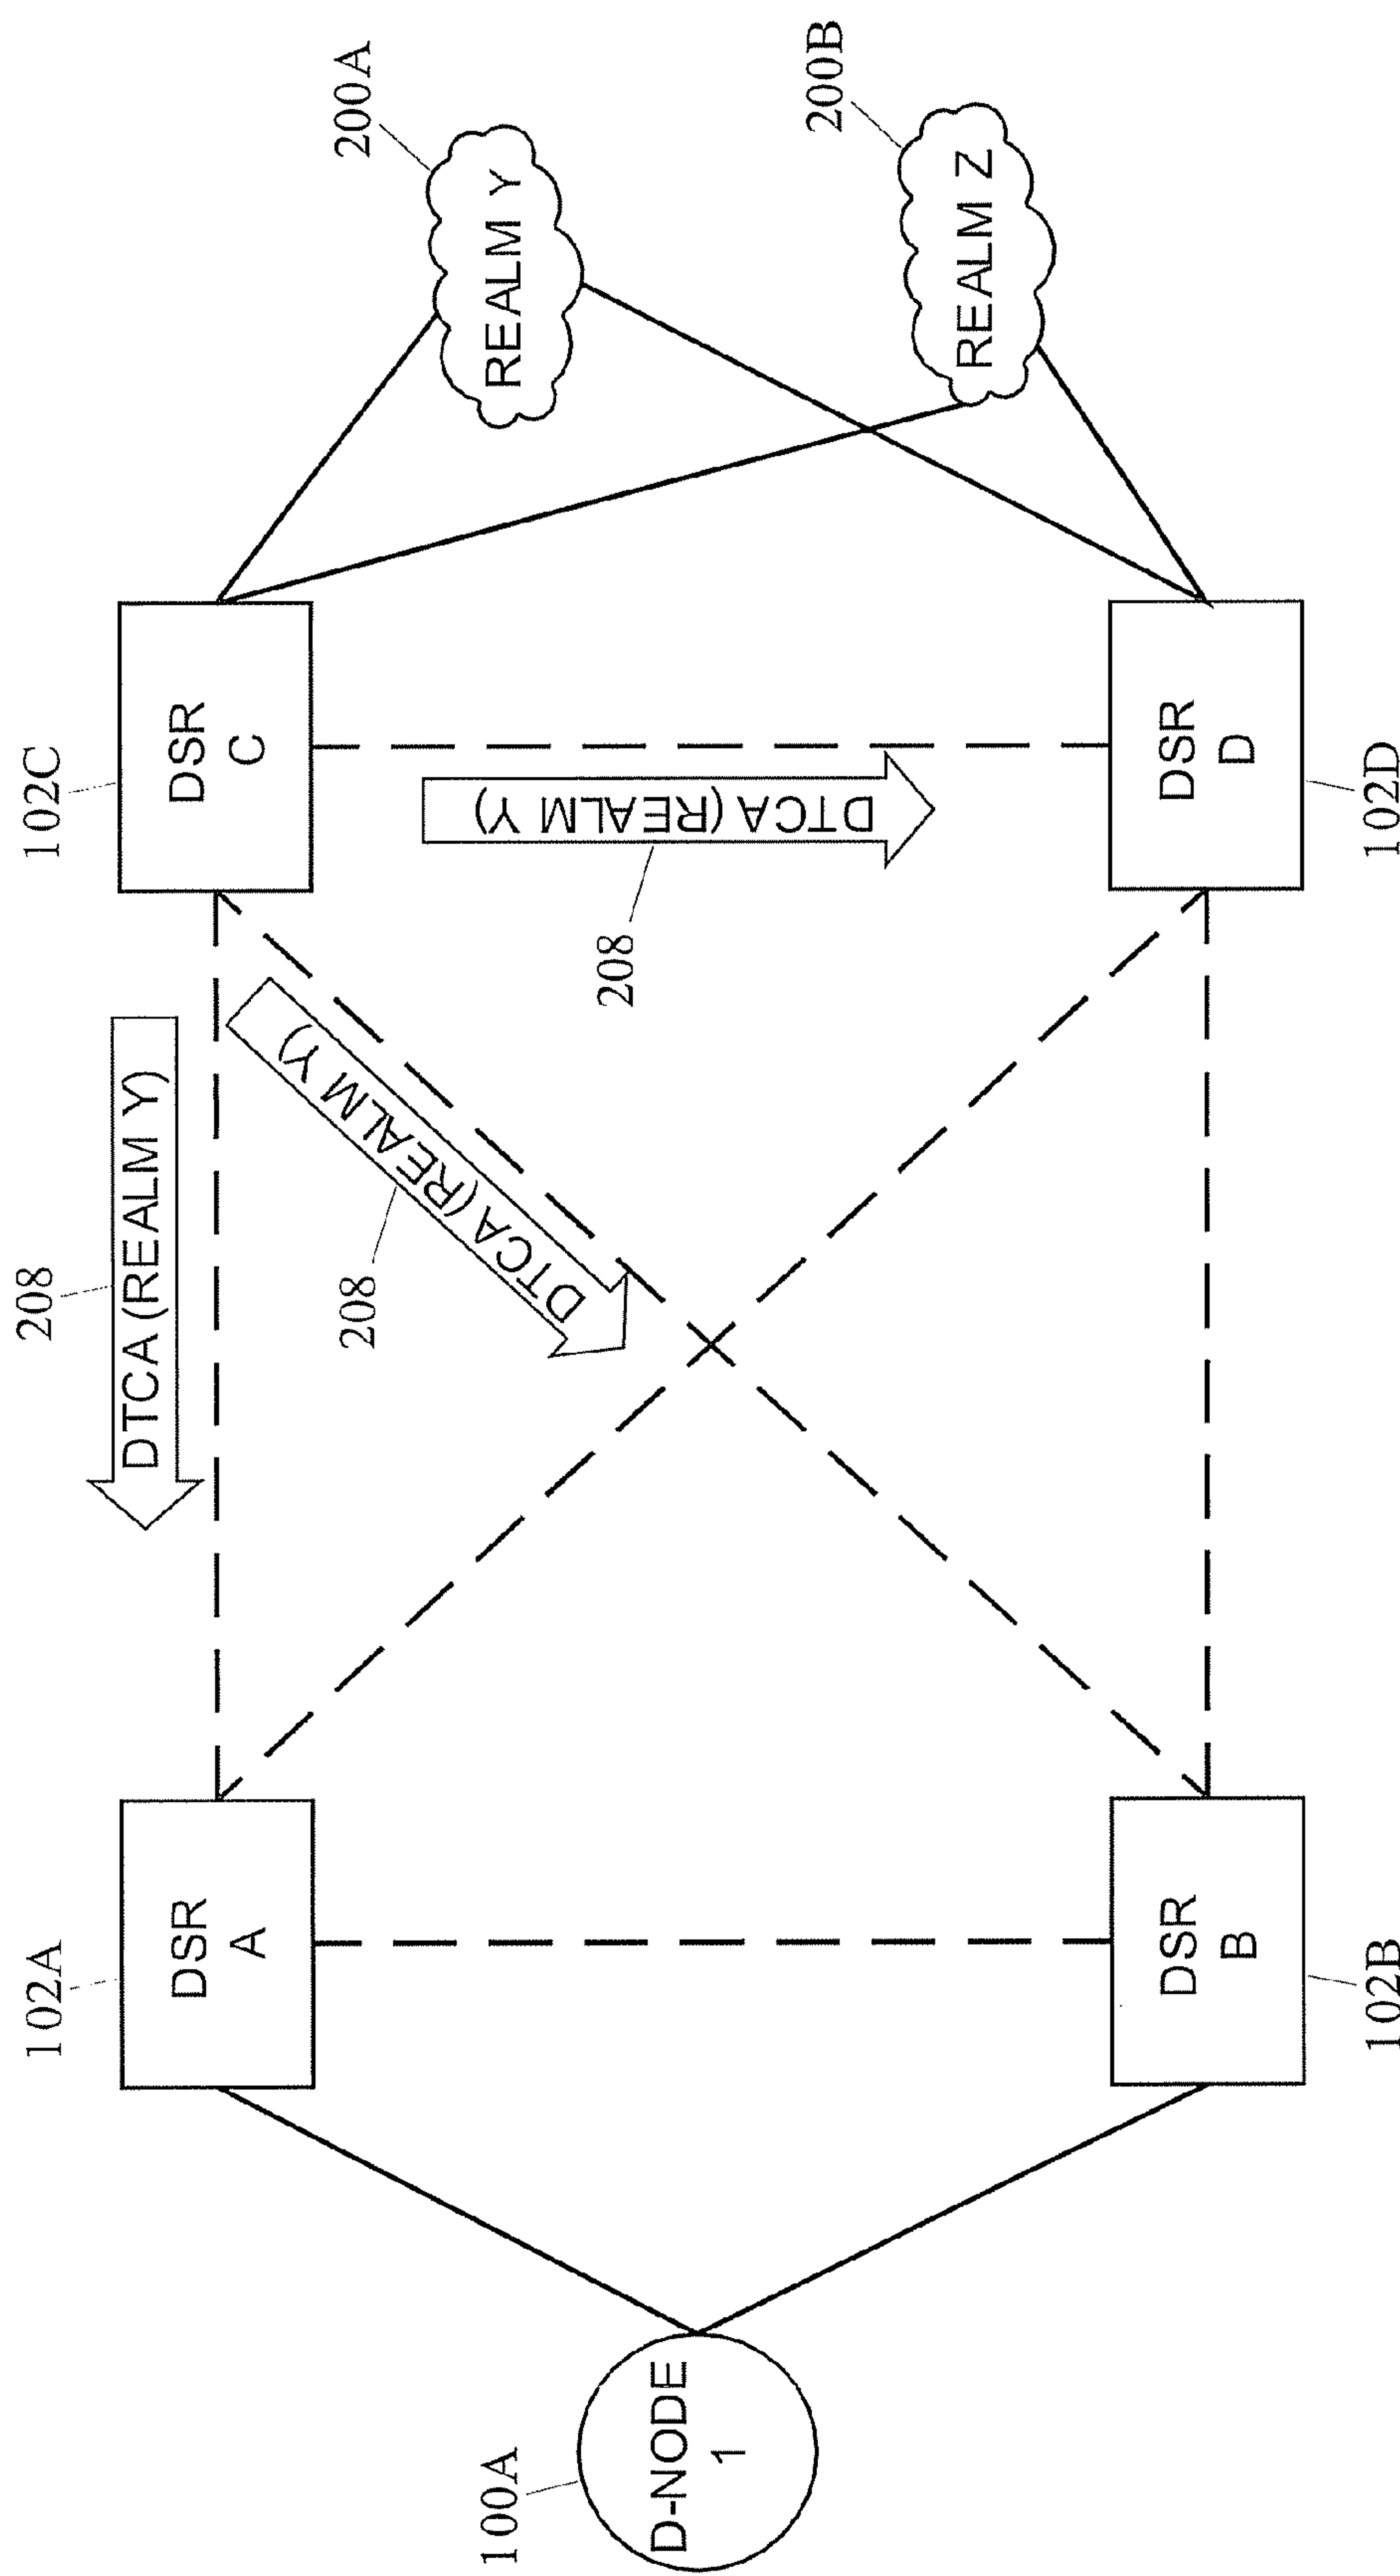 102A
208
102C
200A
DSR
A
DTCA (REALM Y)
DSR
C
208
DTCA (REALM Y)
REALM Y
100A
D-NODE
1
208
DTCA (REALM Y)
200B
REALM Z
DSR
B
DSR
D
102B
102D